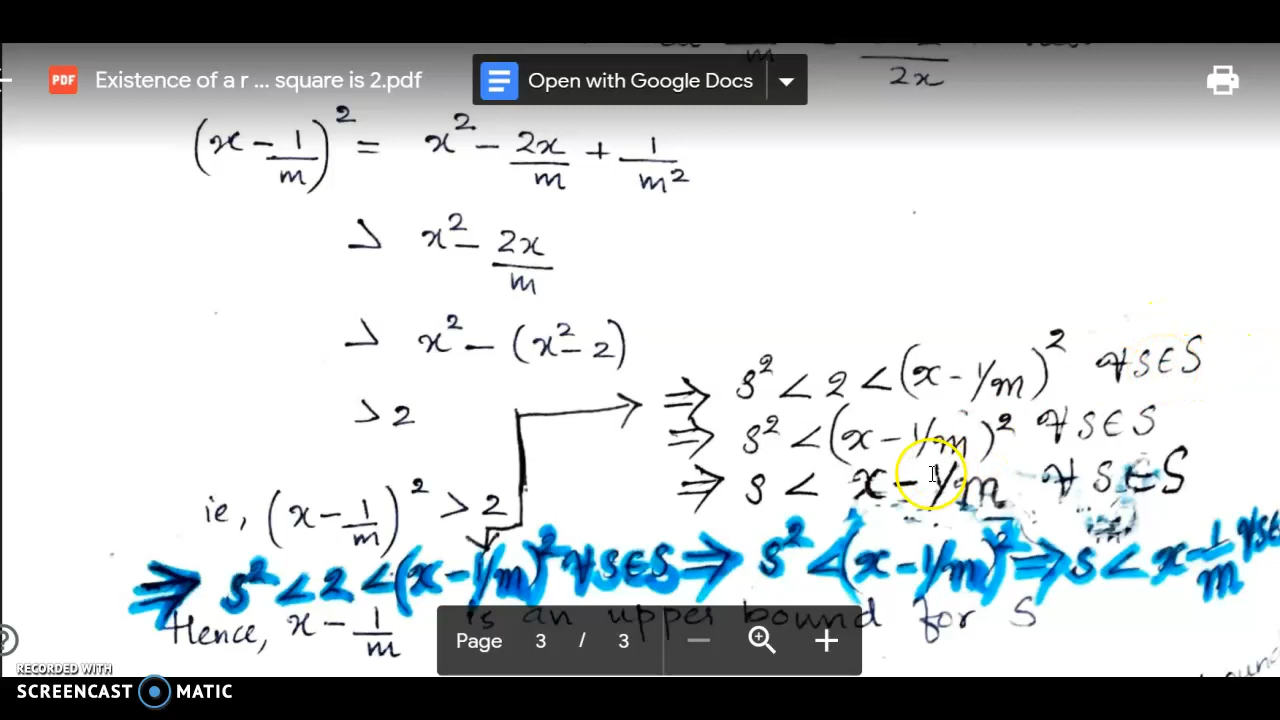 m
2x
PDF Existence of a r ... square is 2.pdf
Open with Google Docs
(x - 1/m)² = x² - 2x/m + 1/m²
> x² - 2x/m
> x² - (x² - 2)
> 2
⇒ s² < 2 < (x - 1/m)² ∀ s ∈ S
⇒ s² < (x - 1/m)² ∀ s ∈ S
⇒ s < x - 1/m ∀ s ∈ S
ie, (x - 1/m)² > 2
⇒ s² < 2 < (x - 1/m)² ∀ s ∈ S ⇒ s² < (x - 1/m)² ⇒ s < x - 1/m ∀ s ∈
Hence, x - 1/m is an upper bound for S
Page 3 / 3
RECORDED WITH
SCREENCAST MATIC